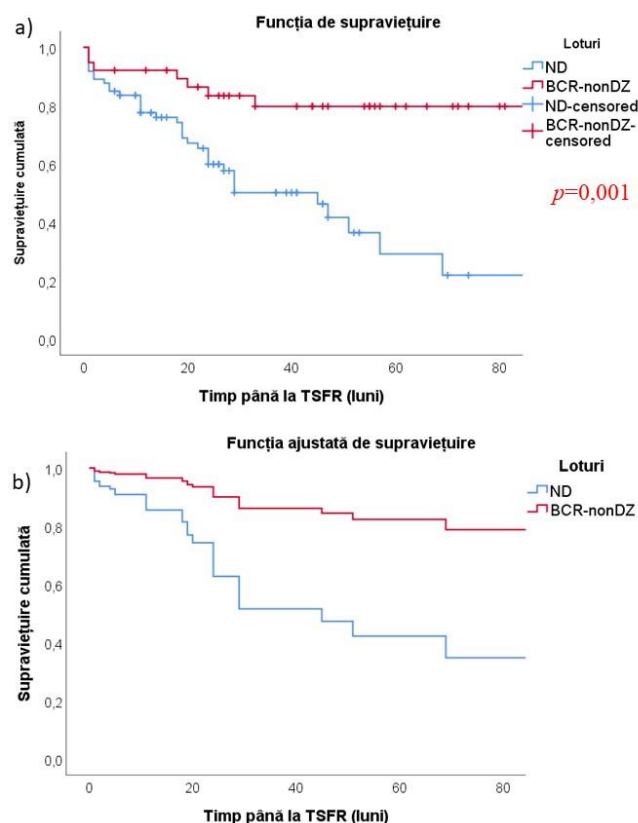 a)
Funcția de supraviețuire
Supraviețuire cumulată
1,0
0,8
0,6
0,4
0,2
0,0
0
20
40
60
80
Timp până la TSFR (luni)
Loturi
ND
BCR-nonDZ
ND-censored
BCR-nonDZ-
censored
p=0,001
b)
Funcția ajustată de supraviețuire
Supraviețuire cumulată
1,0
0,8
0,6
0,4
0,2
0,0
0
20
40
60
80
Timp până la TSFR (luni)
Loturi
ND
BCR-nonDZ